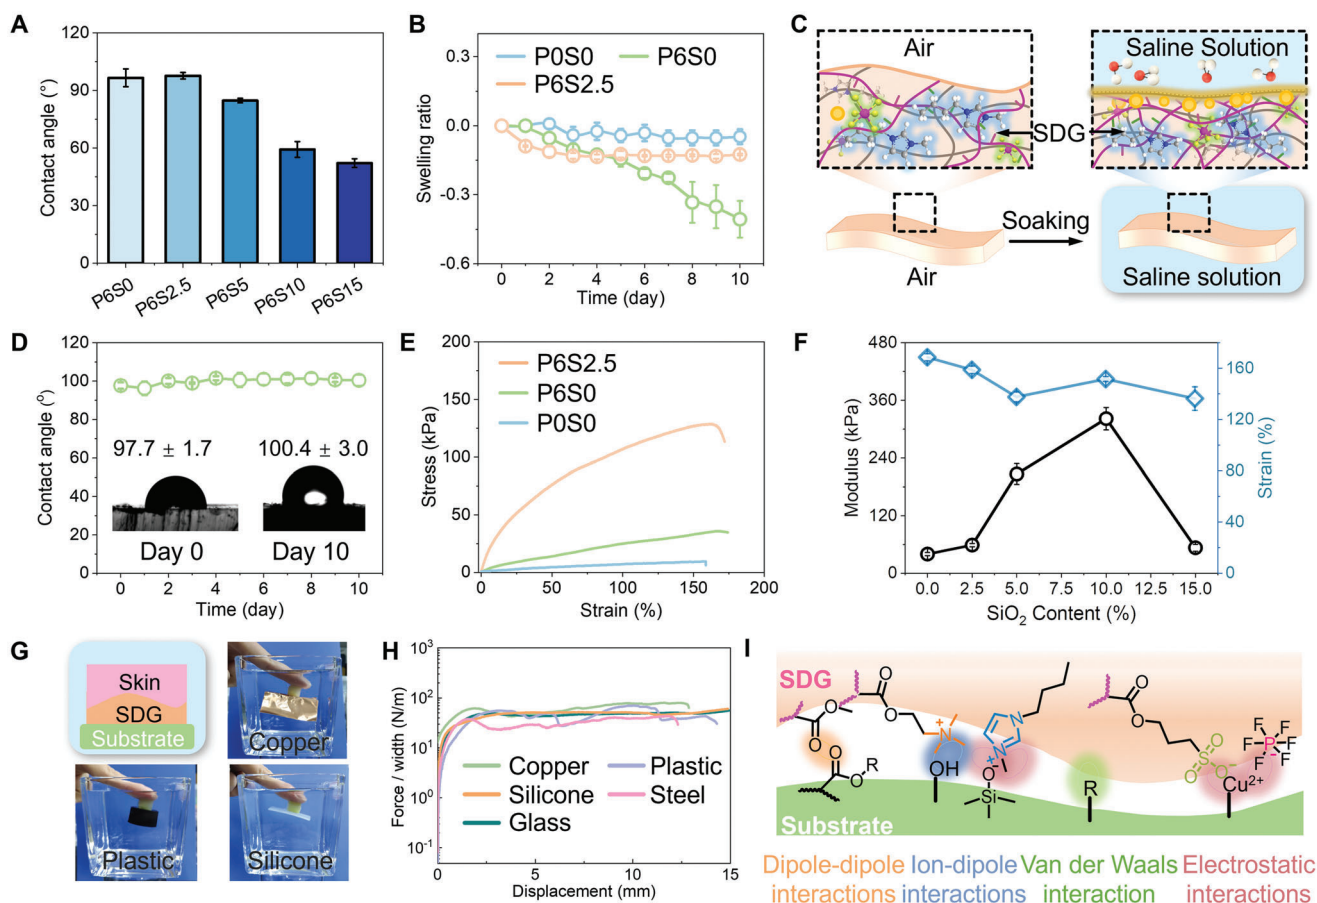 A
Contact angle (°)
120
90
60
30
0
P6S0
P6S2.5
P6S5
P6S10
P6S15
B
Swelling ratio
0.3
0.0
-0.3
-0.6
P0S0
P6S0
P6S2.5
0
2
4
6
8
10
Time (day)
C
Air
Saline Solution
SDG
Soaking
Air
Saline solution
D
Contact angle (°)
120
100
80
60
40
20
0
97.7 ± 1.7
100.4 ± 3.0
Day 0
Day 10
0
2
4
6
8
10
Time (day)
E
Stress (kPa)
200
150
100
50
0
P6S2.5
P6S0
P0S0
0
50
100
150
200
Strain (%)
F
Modulus (kPa)
480
360
240
120
0
160
120
80
40
0
Strain (%)
0.0
2.5
5.0
7.5
10.0
12.5
15.0
SiO2 Content (%)
G
Skin
SDG
Substrate
Copper
Plastic
Silicone
H
Force / width (N/m)
10³
10²
10¹
10⁰
10⁻¹
Copper
Plastic
Silicone
Steel
Glass
0
5
10
15
Displacement (mm)
I
SDG
O
O
O
R
O
O
O
N
+
OH
N
N
+
O
-
Si
R
O
O
O
S
O
O
-
F
F
F
P
-
F
F
F
Cu2+
Substrate
Dipole-dipole interactions
Ion-dipole interactions
Van der Waals interaction
Electrostatic interactions